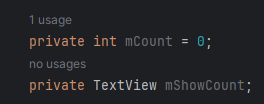 1 usage
private int mCount = 0;
no usages
private TextView mShowCount;